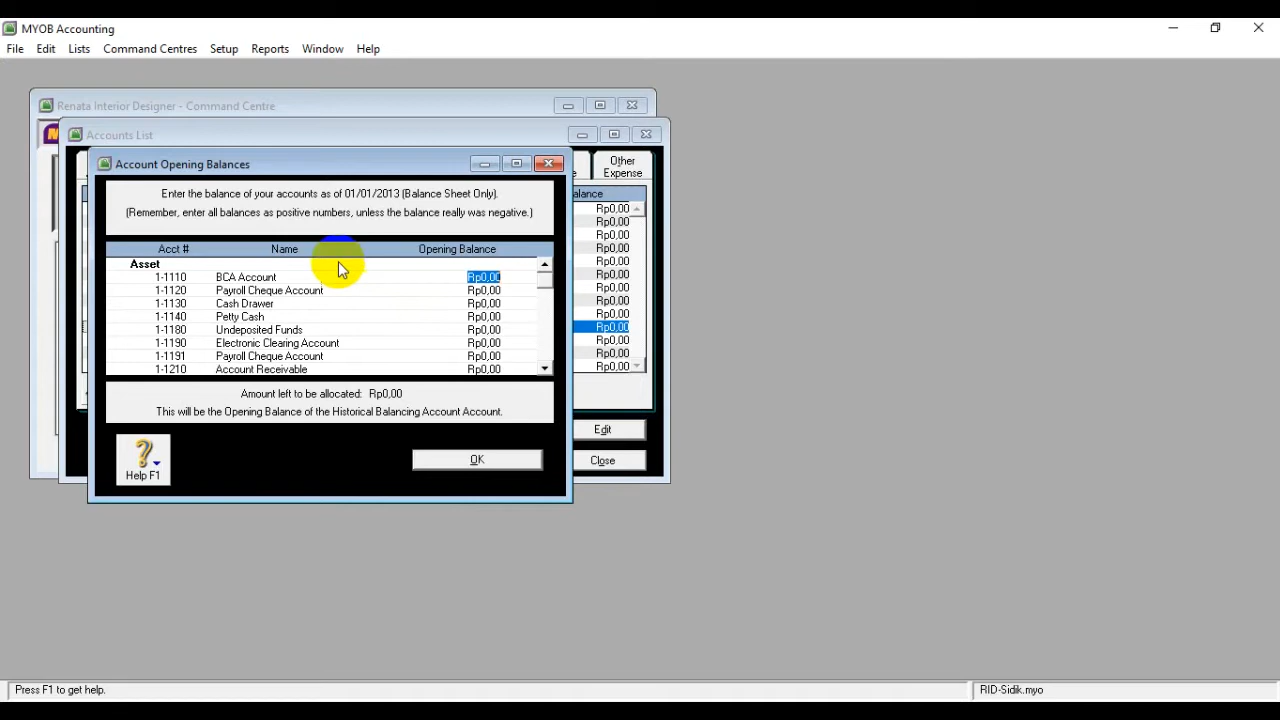 MYOB Accounting
File Edit Lists Command Centres Setup Reports Window Help
Renata Interior Designer - Command Centre
Accounts List
Other
Expense
Account Opening Balances
Enter the balance of your accounts as of 01/01/2013 (Balance Sheet Only).
(Remember, enter all balances as positive numbers, unless the balance really was negative.)
Acct # Name Opening Balance
Asset
1-1110 BCA Account Rp0,00
1-1120 Payroll Cheque Account Rp0,00
1-1130 Cash Drawer Rp0,00
1-1140 Petty Cash Rp0,00
1-1180 Undeposited Funds Rp0,00
1-1190 Electronic Clearing Account Rp0,00
1-1191 Payroll Cheque Account Rp0,00
1-1210 Account Receivable Rp0,00
Amount left to be allocated: Rp0,00
This will be the Opening Balance of the Historical Balancing Account Account.
Help F1
OK
Rp0,00
Rp0,00
Rp0,00
Rp0,00
Rp0,00
Rp0,00
Rp0,00
Rp0,00
Rp0,00
Rp0,00
Rp0,00
Rp0,00
Rp0,00
Edit
Close
Press F1 to get help.
RID-Sidik.myo